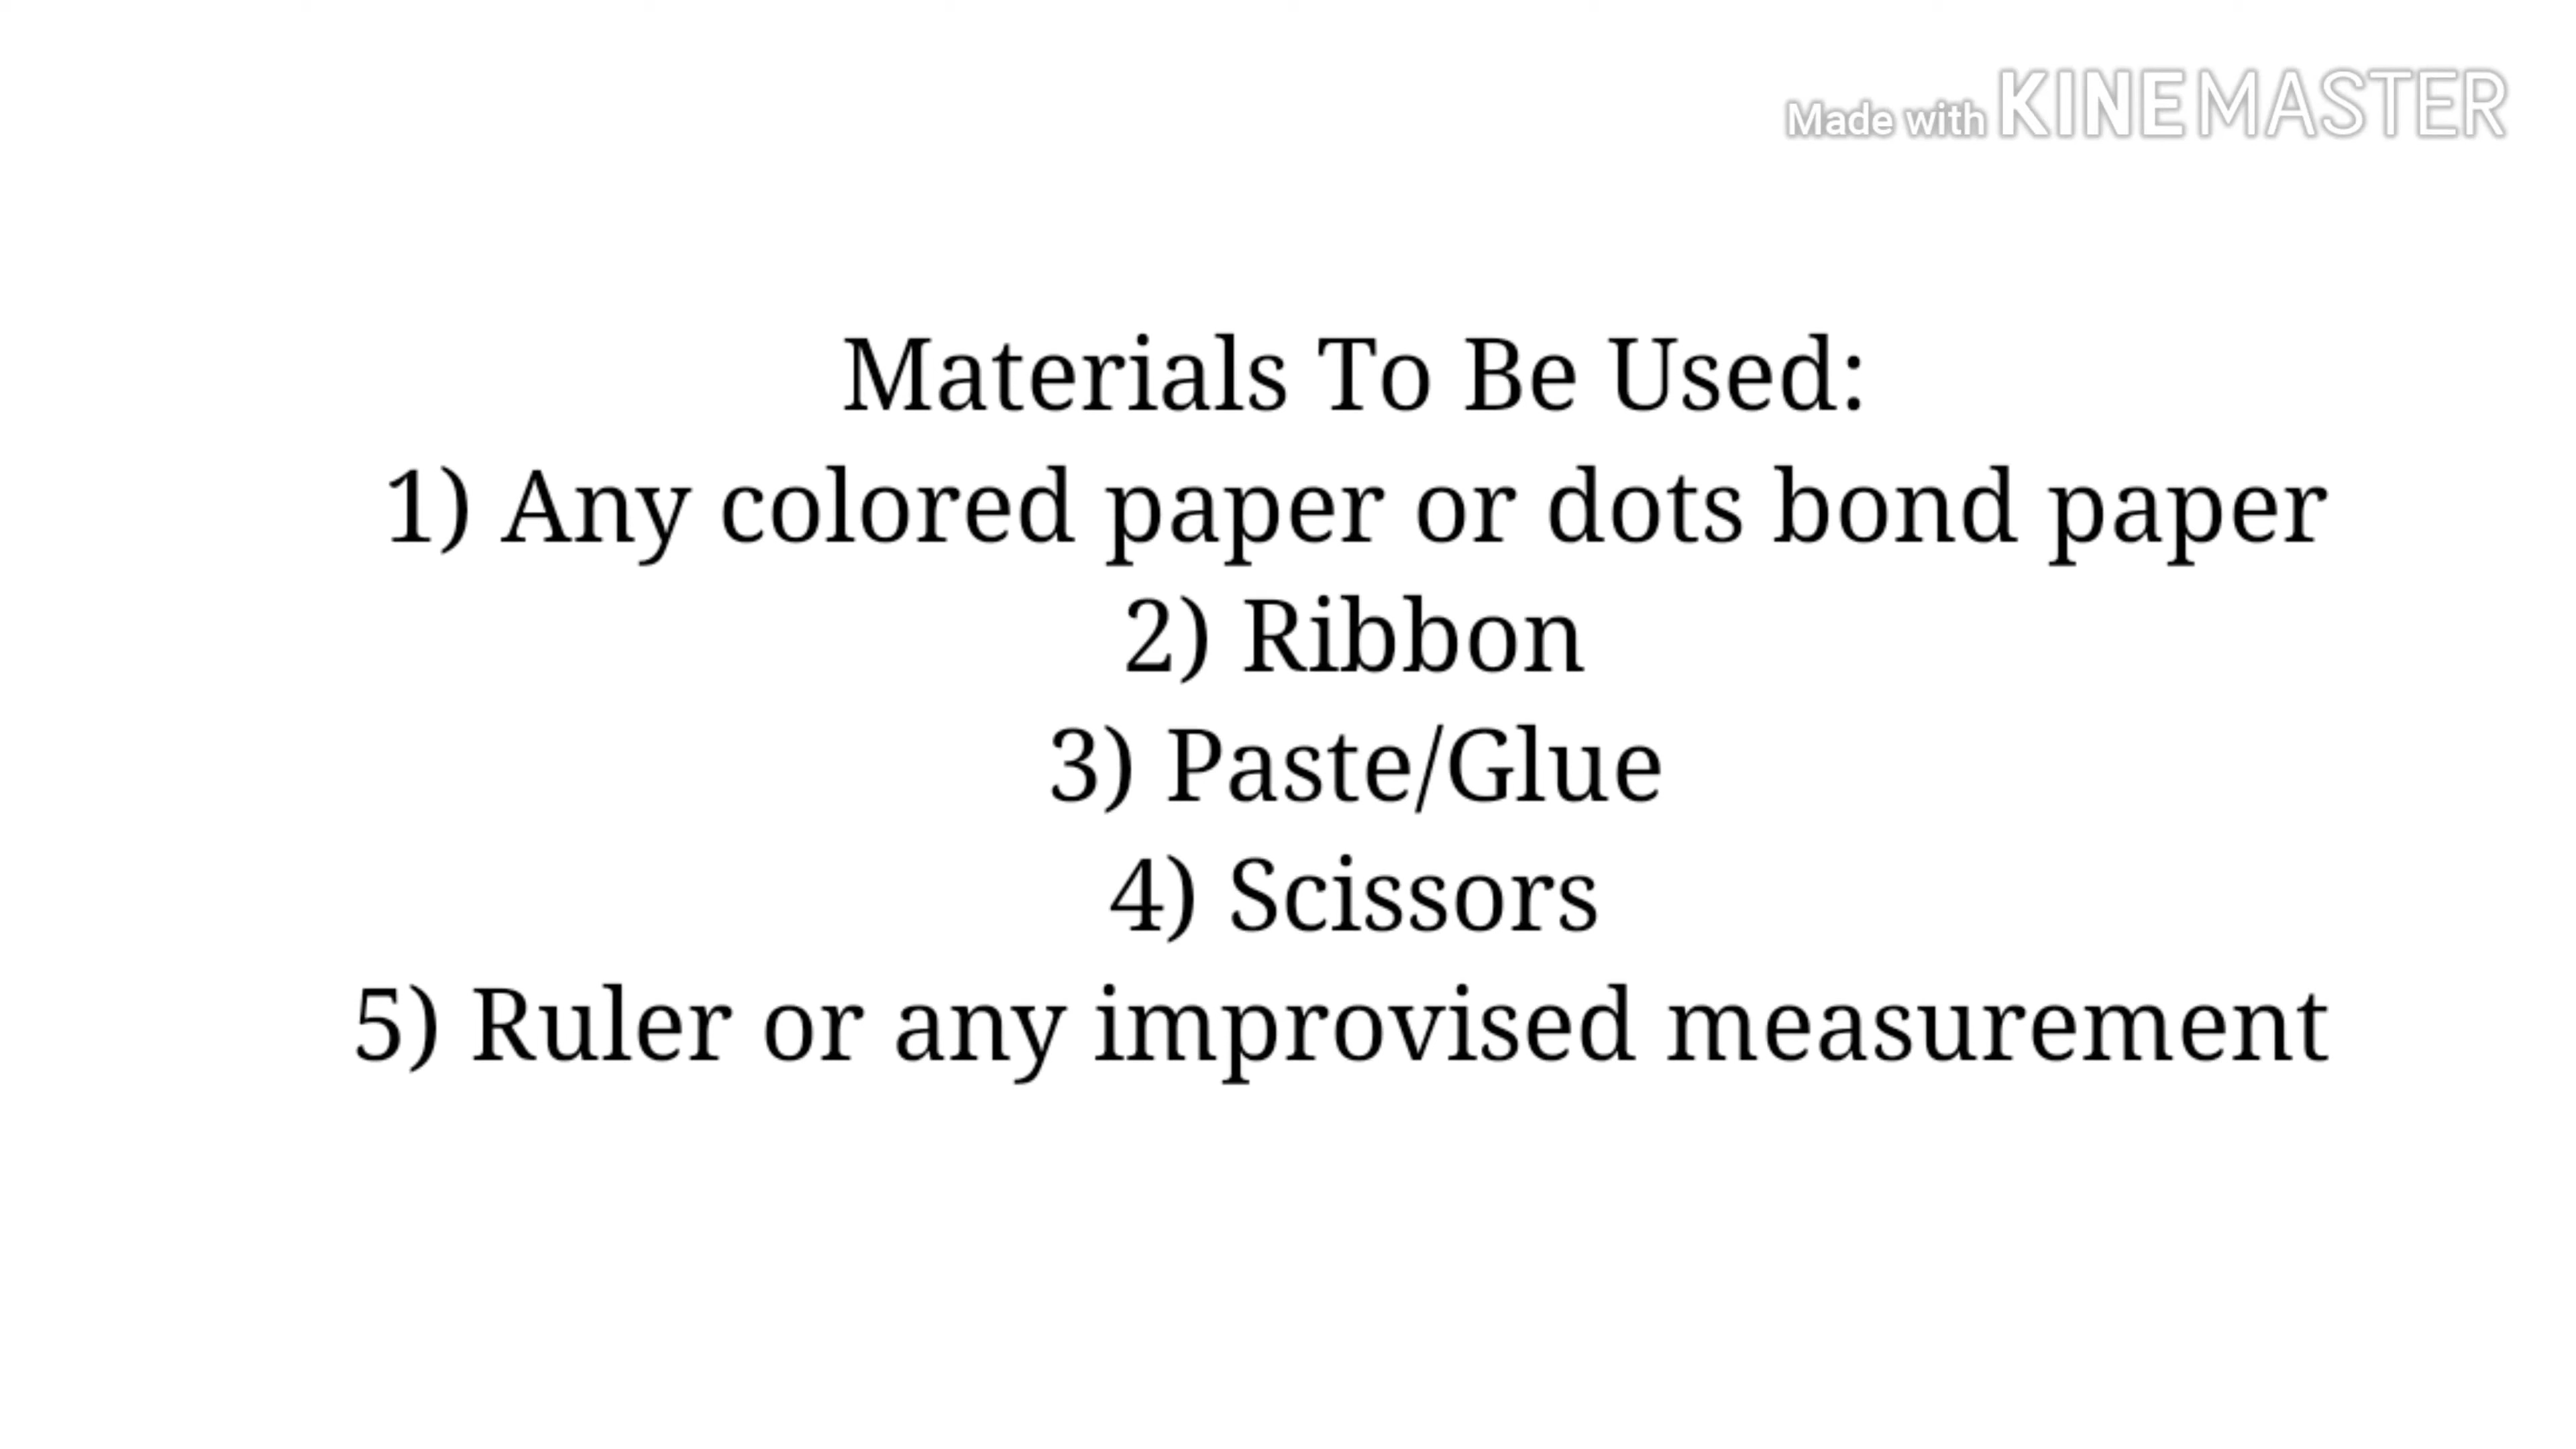 Made with KINEMASTER
Materials To Be Used:
1) Any colored paper or dots bond paper
2) Ribbon
3) Paste/Glue
4) Scissors
5) Ruler or any improvised measurement